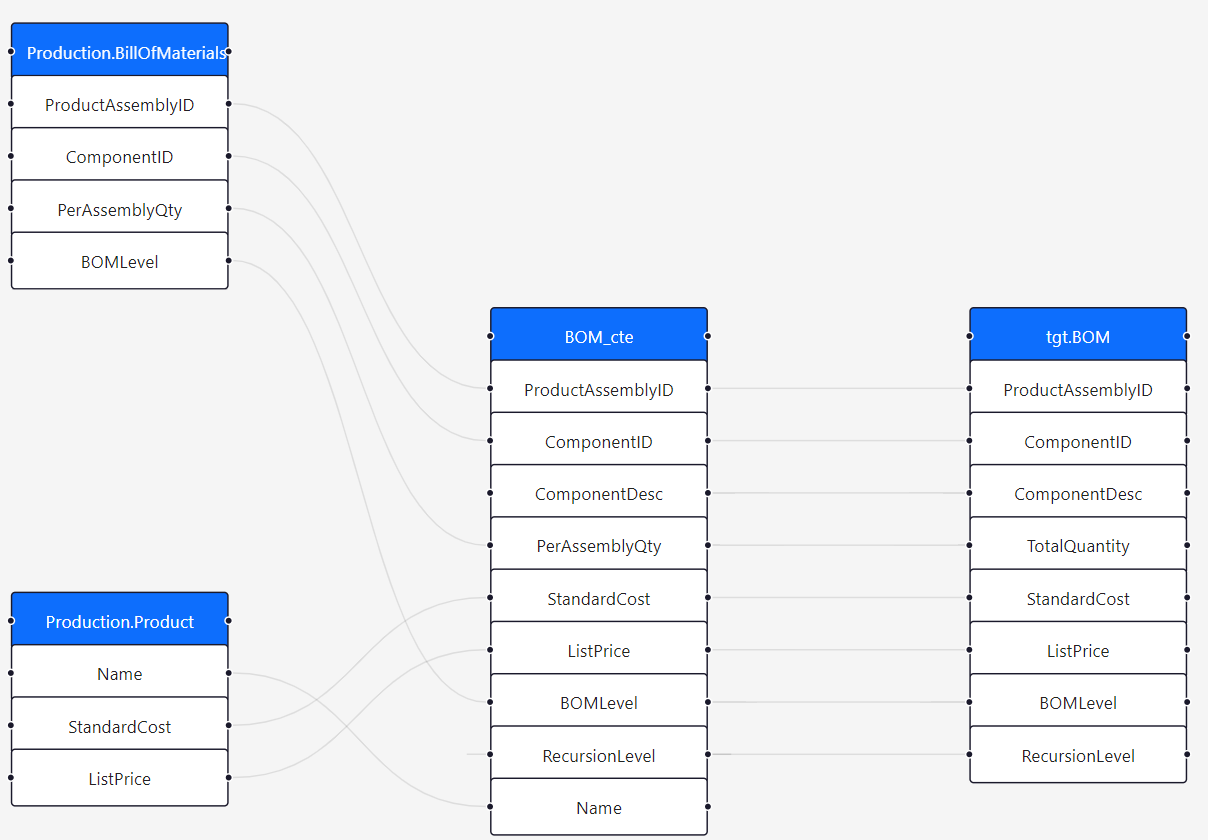 Production.BillOfMaterials
ProductAssemblyID
ComponentID
PerAssemblyQty
BOMLevel
Production.Product
Name
StandardCost
ListPrice
BOM_cte
ProductAssemblyID
ComponentID
ComponentDesc
PerAssemblyQty
StandardCost
ListPrice
BOMLevel
RecursionLevel
Name
tgt.BOM
ProductAssemblyID
ComponentID
ComponentDesc
TotalQuantity
StandardCost
ListPrice
BOMLevel
RecursionLevel